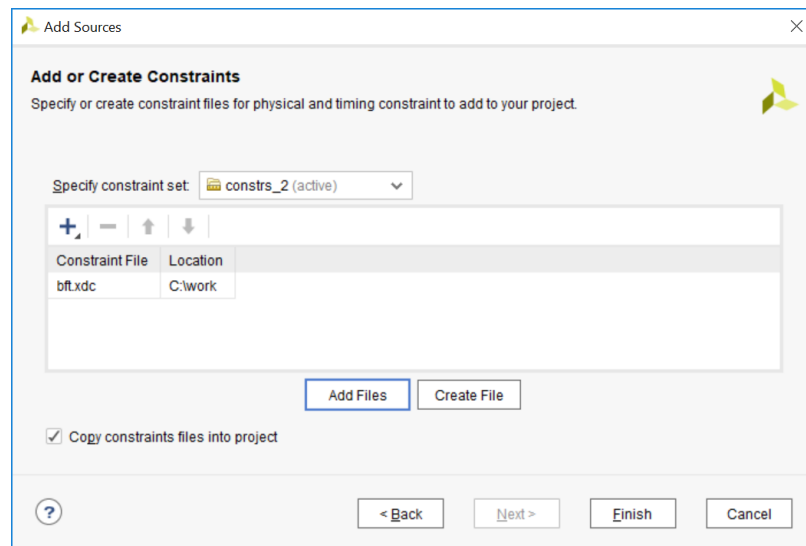 Add Sources
Add or Create Constraints
Specify or create constraint files for physical and timing constraint to add to your project.
Specify constraint set: constrs_2 (active)
Constraint File Location
bft.xdc C:\work
Add Files Create File
Copy constraints files into project
? < Back Next > Finish Cancel